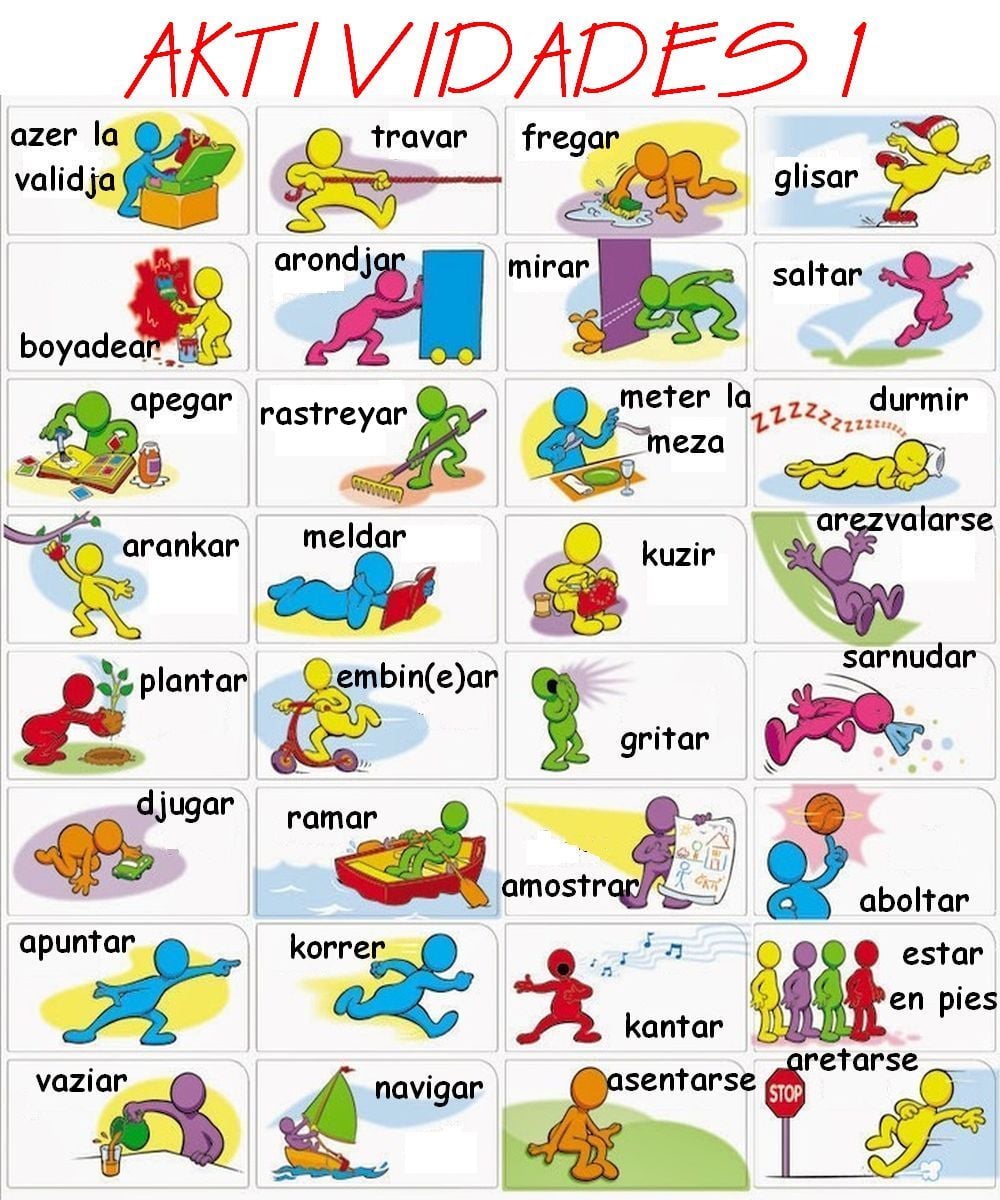 AKTIVIDADES 1
azer la
validja
travar
fregar
glisar
boyadear
arondjar
mirar
saltar
apegar
rastreyar
meter la
meza
zzzzzzzzzzzzzz
durmir
arankar
meldar
kuzir
arezvalarse
plantar
embin(e)ar
gritar
sarnudar
djugar
ramar
amostrar
aboltar
apuntar
korrer
kantar
estar
en pies
vaziar
navigar
asentarse
aretarse
STOP